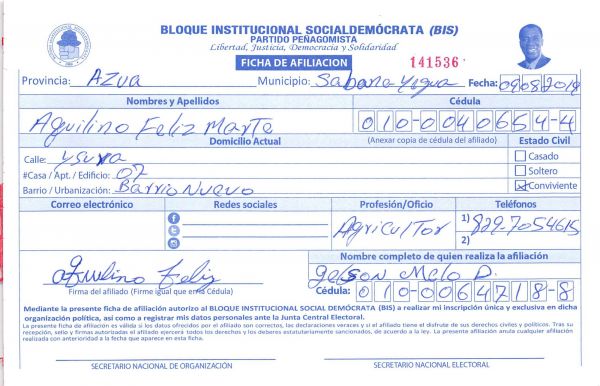 BLOQUE INSTITUCIONAL SOCIALDEMÓCRATA (BIS)
PARTIDO PEÑAGOMISTA
Libertad, Justicia, Democracia y Solidaridad
FICHA DE AFILIACION 141536
Provincia: AZUA Municipio: Sabana Yegua Fecha: 09082019
Nombres y Apellidos Cédula
Aquilino Feliz Marte 010-0040654-4
Domicilio Actual (Anexar copia de cédula del afiliado) Estado Civil
Calle: YSURA Casado
#Casa / Apt. / Edificio: 07 Soltero
Barrio / Urbanización: Barrio Nuevo Conviviente
Correo electrónico Redes sociales Profesión/Oficio Teléfonos
Agricultor 1) 829-7054615
2)
Nombre completo de quien realiza la afiliación
Aquilino Feliz Gelson Melo D.
Firma del afiliado (Firme igual que en la Cédula) Cédula: 010-0064718-8
Mediante la presente ficha de afiliación autorizo al BLOQUE INSTITUCIONAL SOCIAL DEMÓCRATA (BIS) a realizar mi inscripción única y exclusiva en dicha
organización política, así como a registrar mis datos personales ante la Junta Central Electoral.
La presente ficha de afiliación es válida si los datos ofrecidos por el afiliado son correctos, las declaraciones veraces y si el afiliado tiene el disfrute de sus derechos civiles y políticos. Tras su
recepción, sello y firmas autorizadas el afiliado ejercerá todos los derechos y los deberes estatutariamente sancionados, de acuerdo a la ley. La presente afiliación anula cualquier afiliación
realizada con anterioridad a la fecha que aparece en esta ficha.
SECRETARIO NACIONAL DE ORGANIZACIÓN SECRETARIO NACIONAL ELECTORAL